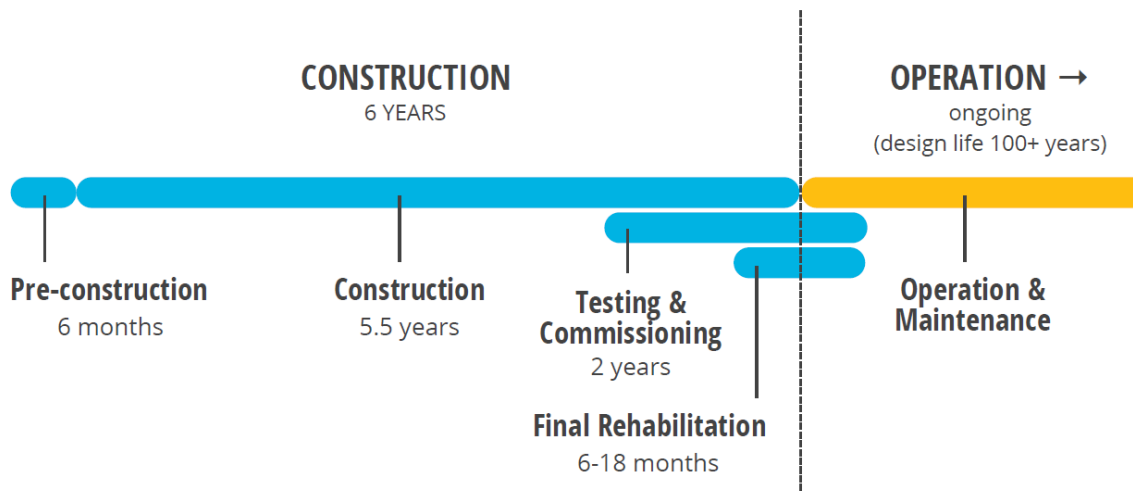 CONSTRUCTION
6 YEARS
OPERATION →
ongoing
(design life 100+ years)
Pre-construction
6 months
Construction
5.5 years
Testing &
Commissioning
2 years
Final Rehabilitation
6-18 months
Operation &
Maintenance